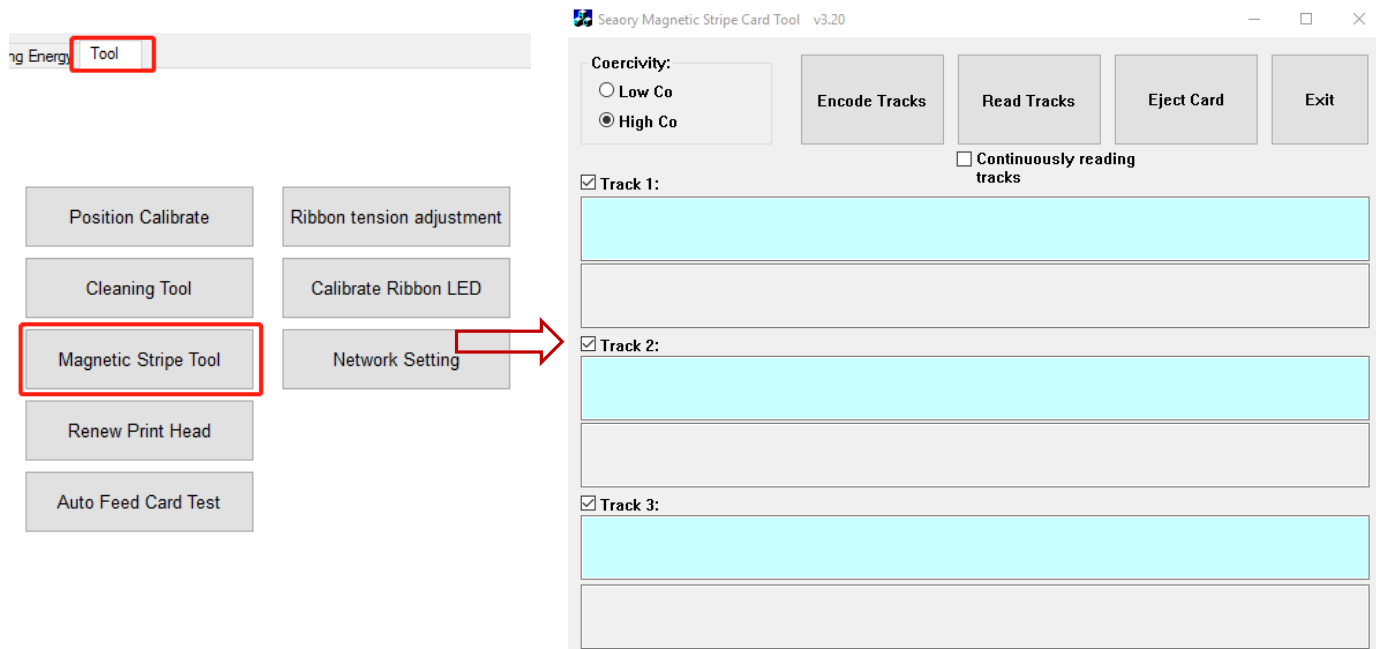 ng Energy
Tool
Position Calibrate
Ribbon tension adjustment
Cleaning Tool
Calibrate Ribbon LED
Magnetic Stripe Tool
Network Setting
Renew Print Head
Auto Feed Card Test
Seaory Magnetic Stripe Card Tool v3.20
Coercivity:
Low Co
High Co
Encode Tracks
Read Tracks
Eject Card
Exit
Continuously reading
tracks
Track 1:
Track 2:
Track 3: